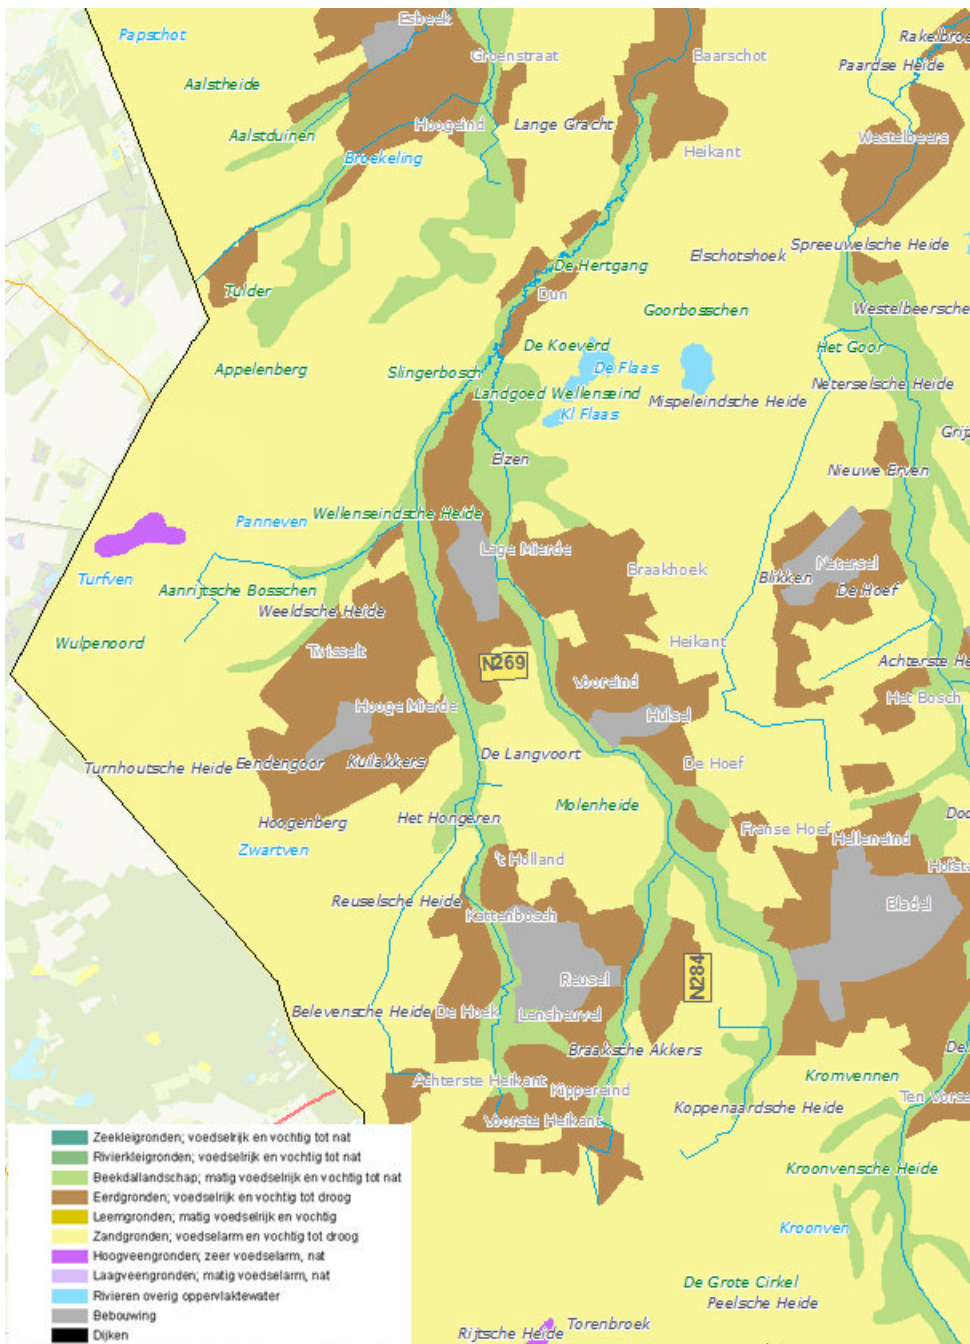 Esbeek
Papschot
Rakelbroe
Groenstraat
Baarschot
Paardse Heide
Aalstheide
Hoogeind
Lange Gracht
Aalstduinen
Westelbeers
Broekeling
Heikant
Spreeuwelsche Heide
Elschotshoek
De Hertgang
Tulder
Dun
Goorbosschen
Westelbeersche
De Koeverd
Het Goor
Appelenberg
Slingerbosch
De Flaas
Landgoed Wellenseind
Neterselsche Heide
Mispeleindsche Heide
Kl Flaas
Elzen
Nieuwe Erven
Wellenseindsche Heide
Panneven
Lage Mierde
Netersel
Braakhoek
Turfven
Blikken
De Hoef
Aanrijtsche Bosschen
Weeldsche Heide
Wulpenoord
Heikant
Twisselt
Achterste He
N269
Vooreind
Het Bosch
Hooge Mierde
Hulsel
De Langvoort
Turnhoutsche Heide
Eendengoor
Kuilakkers
De Hoef
Molenheide
Het Hongeren
Hoogenberg
Franse Hoef
Helleneind
Zwartven
't Holland
Hofsta
Reuselsche Heide
Bladel
Kattenbosch
Reusel
N284
Belevensche Heide
De Hoek
Lensheuvel
Braaksche Akkers
Achterste Heikant
Kippereind
Kromvennen
Ten Vorse
Koppenaardsche Heide
Voorste Heikant
Kroonvensche Heide
Kroonven
De Grote Cirkel
Peelsche Heide
Torenbroek
Rijtsche Heide
Zeekleigronden; voedselrijk en vochtig tot nat
Rivierkleigronden; voedselrijk en vochtig tot nat
Beekdallandschap; matig voedselrijk en vochtig tot nat
Eerdgronden; voedselrijk en vochtig tot droog
Leemgronden; matig voedselrijk en vochtig
Zandgronden; voedselarm en vochtig tot droog
Hoogveengronden; zeer voedselarm, nat
Laagveengronden; matig voedselarm, nat
Rivieren overig oppervlaktewater
Bebouwing
Dijken